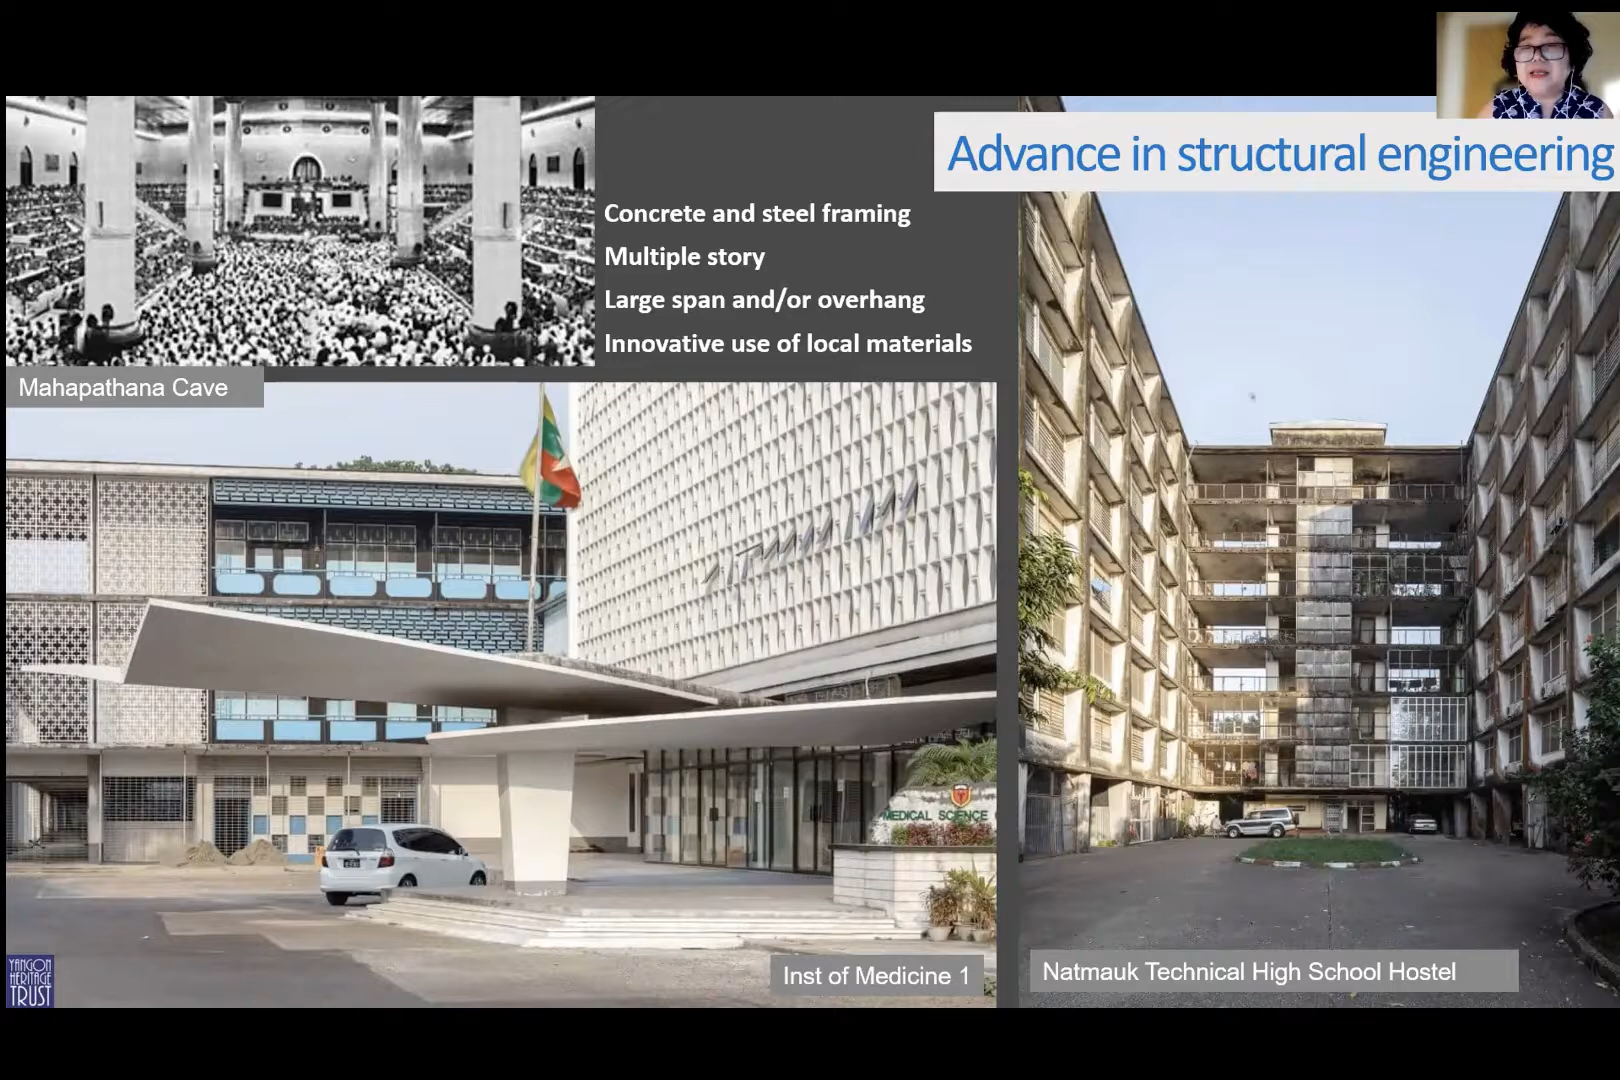 Advance in structural engineering
Concrete and steel framing
Multiple story
Large span and/or overhang
Innovative use of local materials
Mahapathana Cave
MEDICAL SCIENCE
Inst of Medicine 1
Natmauk Technical High School Hostel
YANGON
HERITAGE
TRUST